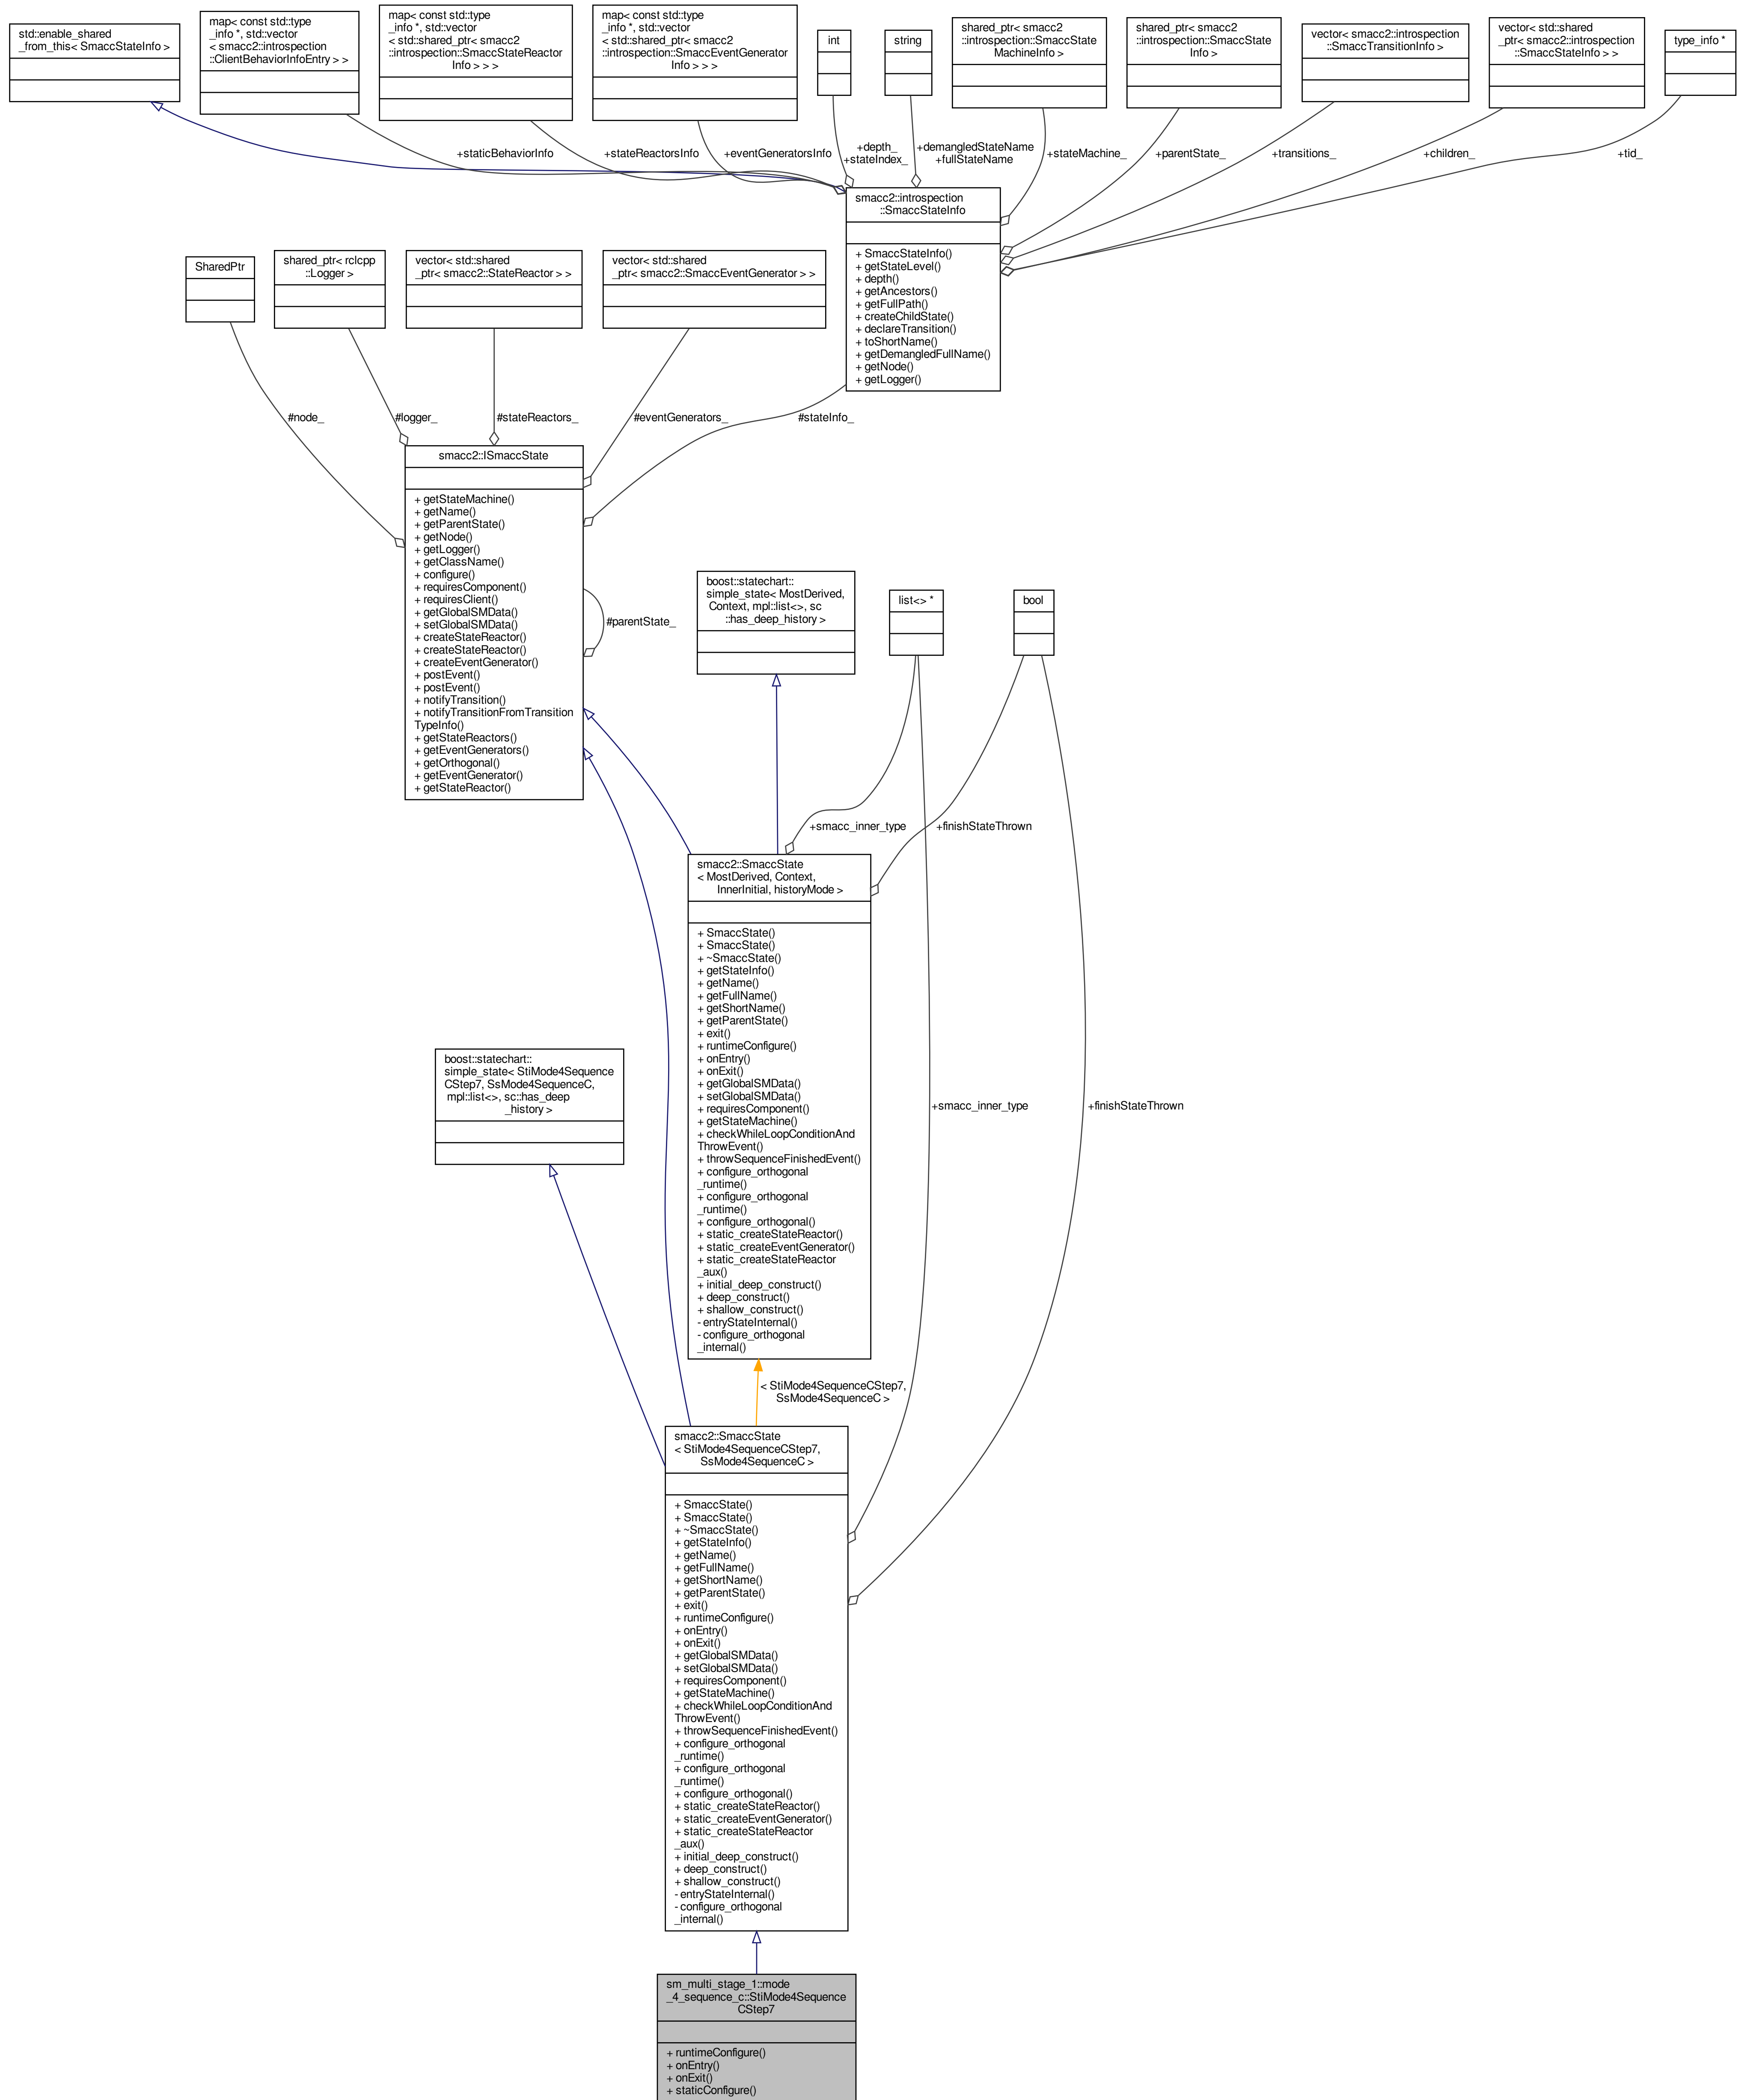 std::enable_shared
_from_this< SmaccStateInfo >
map< const std::type
_info *, std::vector
< smacc2::introspection
::ClientBehaviorInfoEntry > >
map< const std::type
_info *, std::vector
< std::shared_ptr< smacc2
::introspection::SmaccStateReactor
Info > > >
map< const std::type
_info *, std::vector
< std::shared_ptr< smacc2
::introspection::SmaccEventGenerator
Info > > >
int
string
shared_ptr< smacc2
::introspection::SmaccState
MachineInfo >
shared_ptr< smacc2
::introspection::SmaccState
Info >
vector< smacc2::introspection
::SmaccTransitionInfo >
vector< std::shared
_ptr< smacc2::introspection
::SmaccStateInfo > >
type_info *
+staticBehaviorInfo
+stateReactorsInfo
+eventGeneratorsInfo
+depth_
+stateIndex_
+demangledStateName
+fullStateName
+stateMachine_
+parentState_
+transitions_
+children_
+tid_
smacc2::introspection
::SmaccStateInfo
+ SmaccStateInfo()
+ getStateLevel()
+ depth()
+ getAncestors()
+ getFullPath()
+ createChildState()
+ declareTransition()
+ toShortName()
+ getDemangledFullName()
+ getNode()
+ getLogger()
SharedPtr
shared_ptr< rclcpp
::Logger >
vector< std::shared
_ptr< smacc2::StateReactor > >
vector< std::shared
_ptr< smacc2::SmaccEventGenerator > >
#node_
#logger_
#stateReactors_
#eventGenerators_
#stateInfo_
smacc2::ISmaccState
+ getStateMachine()
+ getName()
+ getParentState()
+ getNode()
+ getLogger()
+ getClassName()
+ configure()
+ requiresComponent()
+ requiresClient()
+ getGlobalSMData()
+ setGlobalSMData()
+ createStateReactor()
+ createStateReactor()
+ createEventGenerator()
+ postEvent()
+ postEvent()
+ notifyTransition()
+ notifyTransitionFromTransition
TypeInfo()
+ getStateReactors()
+ getEventGenerators()
+ getOrthogonal()
+ getEventGenerator()
+ getStateReactor()
#parentState_
boost::statechart::
simple_state< MostDerived,
Context, mpl::list<>, sc
::has_deep_history >
list<> *
bool
+smacc_inner_type
+finishStateThrown
smacc2::SmaccState
< MostDerived, Context,
InnerInitial, historyMode >
+ SmaccState()
+ SmaccState()
+ ~SmaccState()
+ getStateInfo()
+ getName()
+ getFullName()
+ getShortName()
+ getParentState()
+ exit()
+ runtimeConfigure()
+ onEntry()
+ onExit()
+ getGlobalSMData()
+ setGlobalSMData()
+ requiresComponent()
+ getStateMachine()
+ checkWhileLoopConditionAnd
ThrowEvent()
+ throwSequenceFinishedEvent()
+ configure_orthogonal
_runtime()
+ configure_orthogonal
_runtime()
+ configure_orthogonal()
+ static_createStateReactor()
+ static_createEventGenerator()
+ static_createStateReactor
_aux()
+ initial_deep_construct()
+ deep_construct()
+ shallow_construct()
- entryStateInternal()
- configure_orthogonal
_internal()
boost::statechart::
simple_state< StiMode4Sequence
CStep7, SsMode4SequenceC,
mpl::list<>, sc::has_deep
_history >
+smacc_inner_type
+finishStateThrown
< StiMode4SequenceCStep7,
SsMode4SequenceC >
smacc2::SmaccState
< StiMode4SequenceCStep7,
SsMode4SequenceC >
+ SmaccState()
+ SmaccState()
+ ~SmaccState()
+ getStateInfo()
+ getName()
+ getFullName()
+ getShortName()
+ getParentState()
+ exit()
+ runtimeConfigure()
+ onEntry()
+ onExit()
+ getGlobalSMData()
+ setGlobalSMData()
+ requiresComponent()
+ getStateMachine()
+ checkWhileLoopConditionAnd
ThrowEvent()
+ throwSequenceFinishedEvent()
+ configure_orthogonal
_runtime()
+ configure_orthogonal
_runtime()
+ configure_orthogonal()
+ static_createStateReactor()
+ static_createEventGenerator()
+ static_createStateReactor
_aux()
+ initial_deep_construct()
+ deep_construct()
+ shallow_construct()
- entryStateInternal()
- configure_orthogonal
_internal()
sm_multi_stage_1::mode
_4_sequence_c::StiMode4Sequence
CStep7
+ runtimeConfigure()
+ onEntry()
+ onExit()
+ staticConfigure()